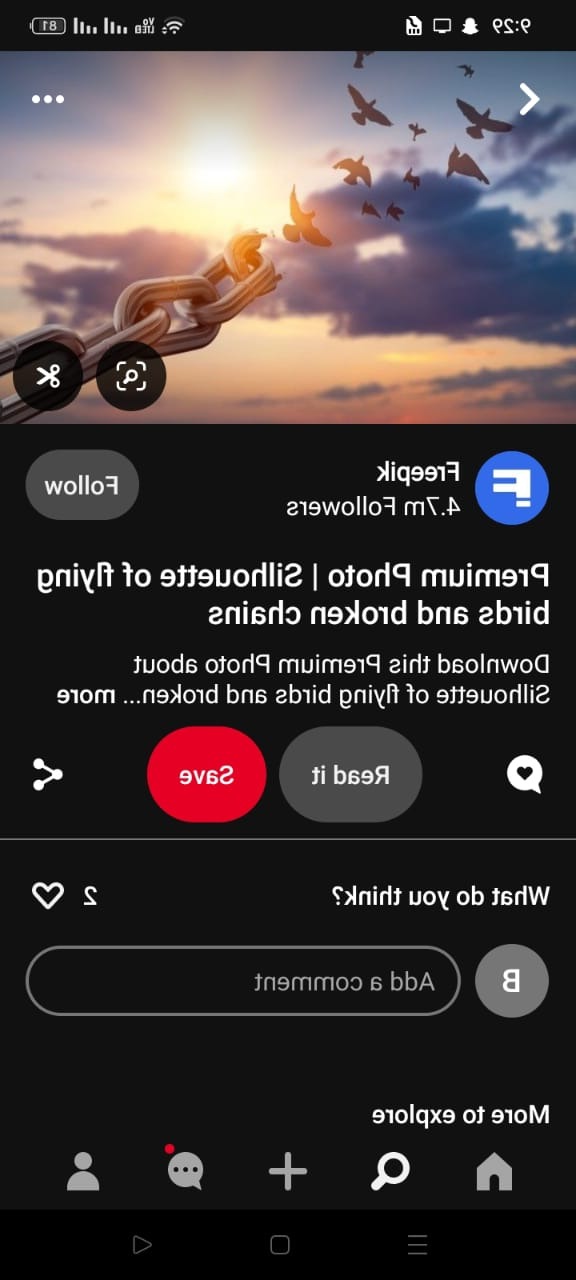 9:29
Vo
LTE2
81
Freepik
4.7m Followers
Follow
Premium Photo | Silhouette of flying
birds and broken chains
Download this Premium Photo about
Silhouette of flying birds and broken... more
Read it
Save
What do you think?
2
B
Add a comment
More to explore